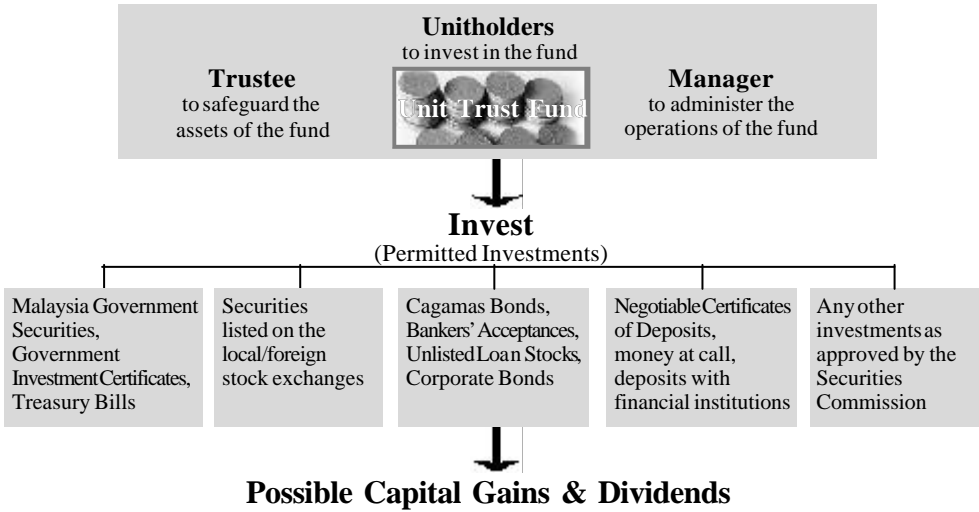 Unitholders
to invest in the fund
Trustee
to safeguard the
assets of the fund
Unit Trust Fund
Manager
to administer the
operations of the fund
Invest
(Permitted Investments)
Malaysia Government
Securities,
Government
Investment Certificates,
Treasury Bills
Securities
listed on the
local/foreign
stock exchanges
Cagamas Bonds,
Bankers' Acceptances,
Unlisted Loan Stocks,
Corporate Bonds
Negotiable Certificates
of Deposits,
money at call,
deposits with
financial institutions
Any other
investments as
approved by the
Securities
Commission
Possible Capital Gains & Dividends